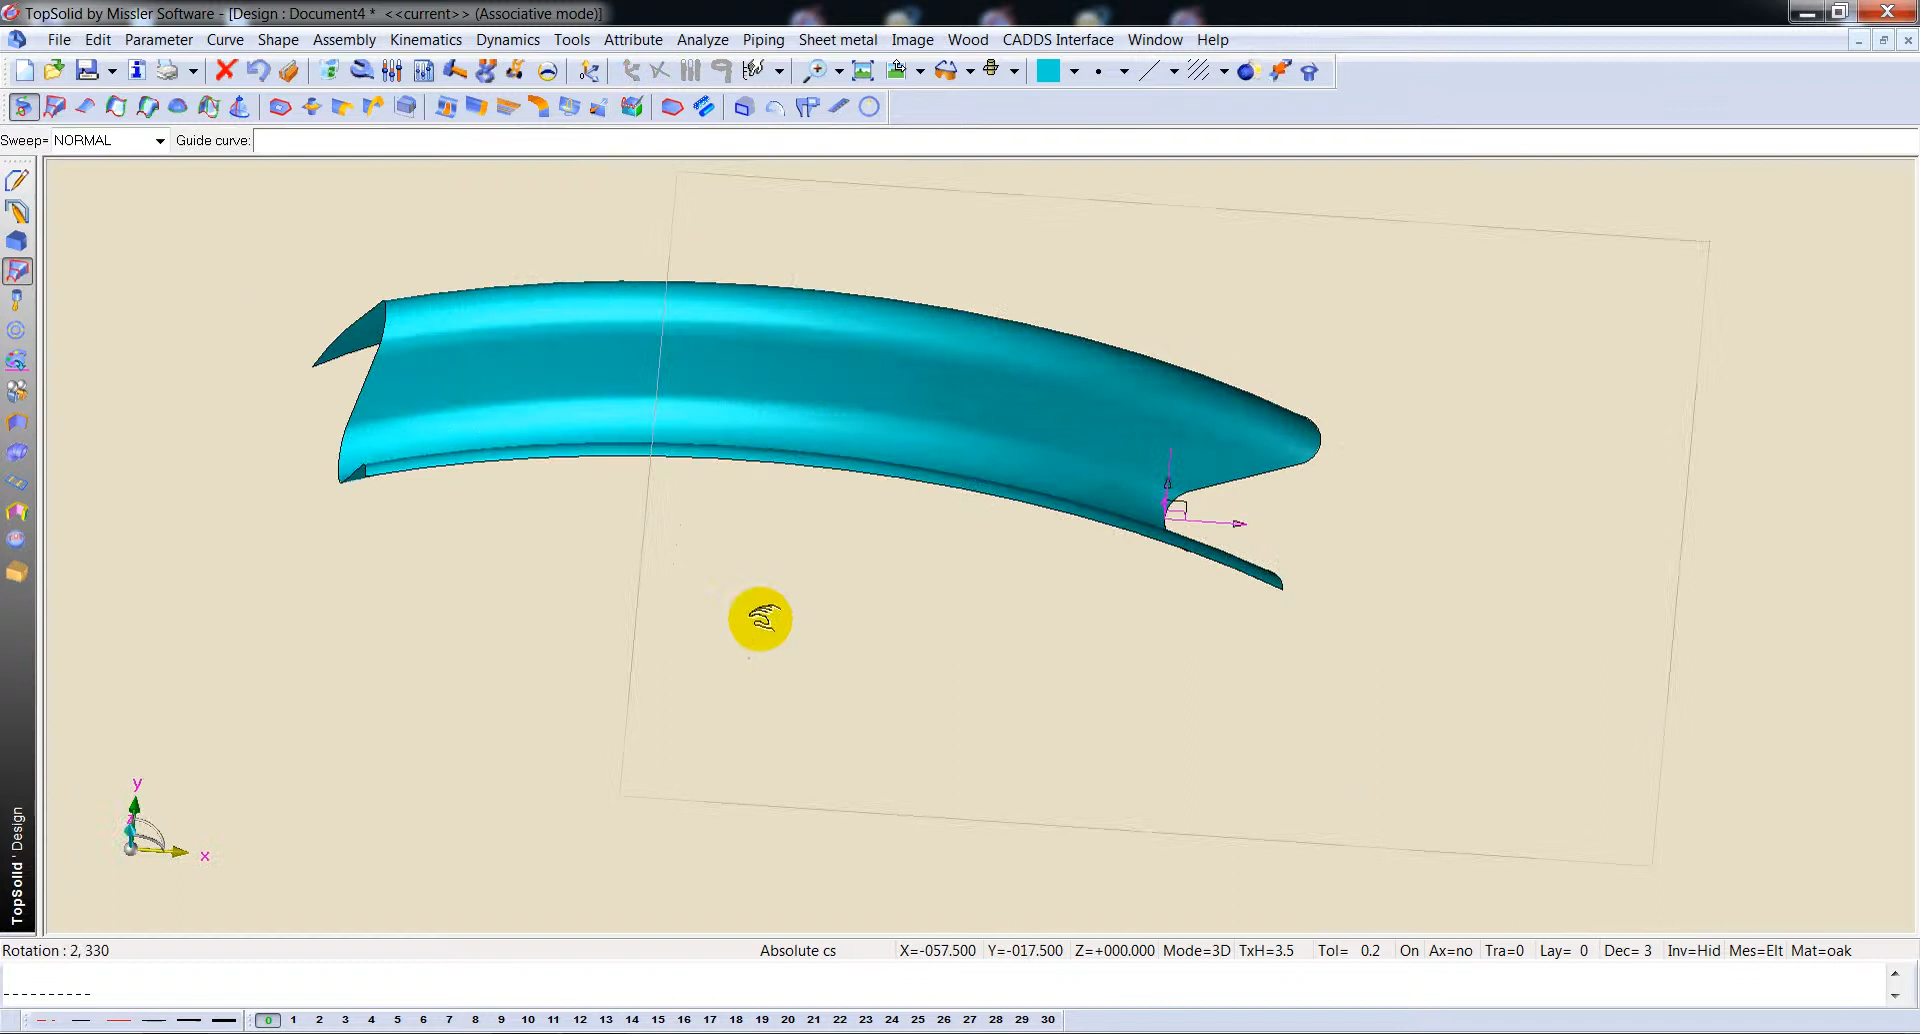 TopSolid by Missler Software - [Design : Document4 *  <<current>> (Associative mode)]
File Edit Parameter Curve Shape Assembly Kinematics Dynamics Tools Attribute Analyze Piping Sheet metal Image Wood CADDS Interface Window Help
Sweep= NORMAL Guide curve:
y
x
TopSolid ' Design
Rotation : 2, 330 Absolute cs X=-057.500 Y=-017.500 Z=+000.000 Mode=3D TxH=3.5 Tol= 0.2 On Ax=no Tra=0 Lay= 0 Dec= 3 Inv=Hid Mes=Elt Mat=oak
----------
0 1 2 3 4 5 6 7 8 9 10 11 12 13 14 15 16 17 18 19 20 21 22 23 24 25 26 27 28 29 30